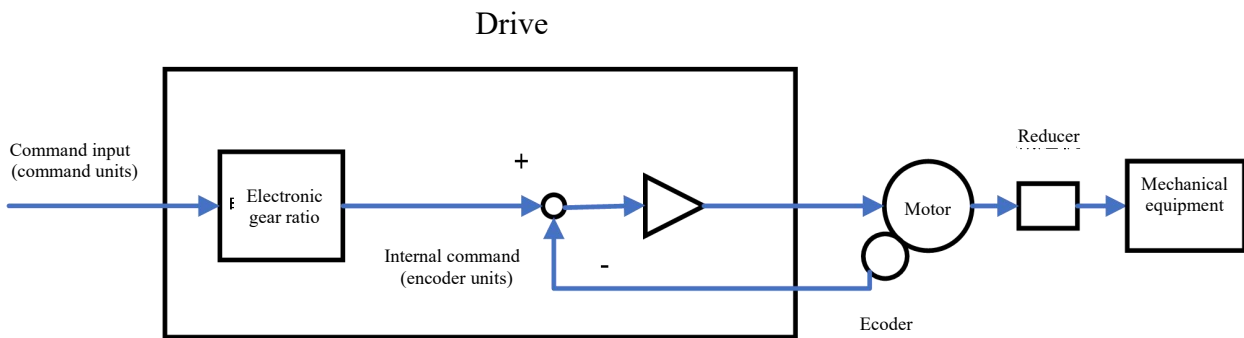 Drive
Command input
(command units)
Electronic
gear ratio
+
Internal command
(encoder units)
-
Motor
Ecoder
Reducer
Mechanical
equipment